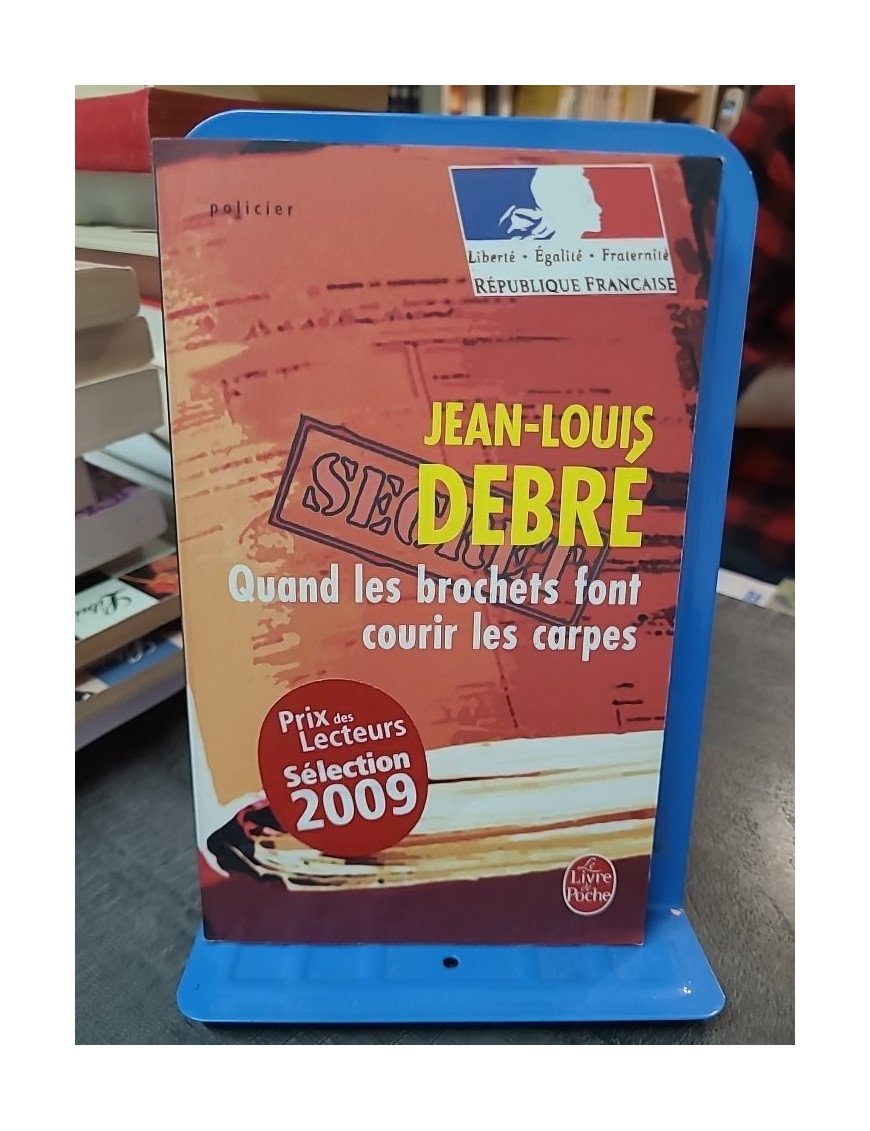 policier
Liberté • Égalité • Fraternité
RÉPUBLIQUE FRANÇAISE
JEAN-LOUIS
DEBRÉ
SECRET
Quand les brochets font
courir les carpes
Prix des
Lecteurs
Sélection
2009
Le
Livre
de
Poche